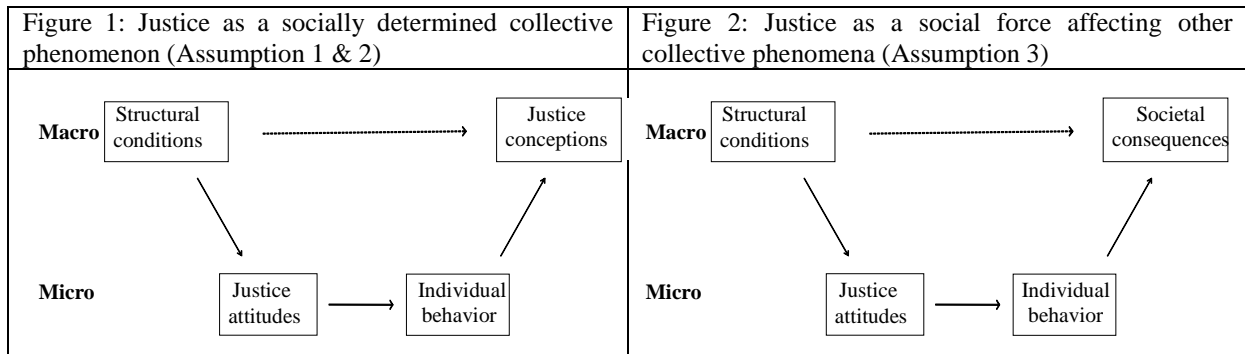 Figure 1: Justice as a socially determined collective
phenomenon (Assumption 1 & 2)
Macro
Structural
conditions
Justice
conceptions
Micro
Justice
attitudes
Individual
behavior
Figure 2: Justice as a social force affecting other
collective phenomena (Assumption 3)
Macro
Structural
conditions
Societal
consequences
Micro
Justice
attitudes
Individual
behavior